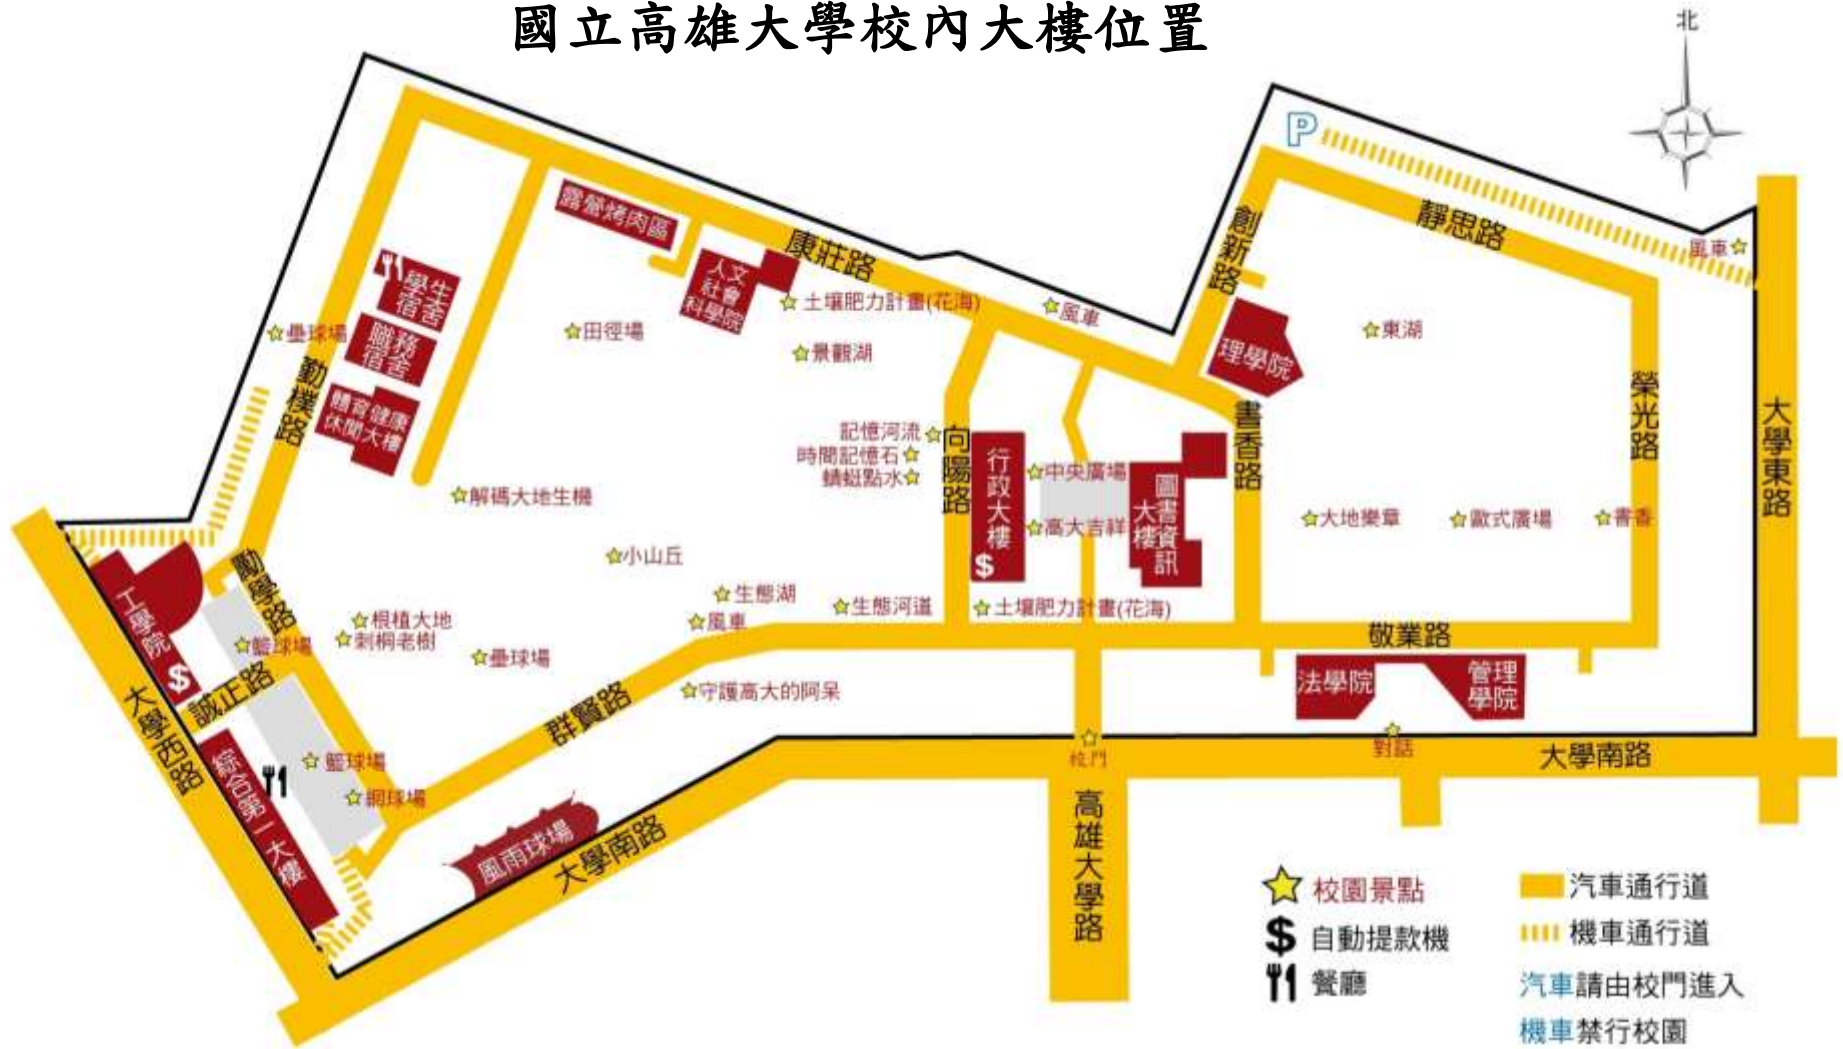 國立高雄大學校內大樓位置
北
P
風車
靜思路
創新路
露營烤肉區
康莊路
人文
社會
科學院
土壤肥力計畫(花海)
風車
學生
宿舍
職務
宿舍
體育健康
休閒大樓
壘球場
勤樸路
田徑場
景觀湖
理學院
東湖
榮光路
大學東路
書香路
記憶河流
時間記憶石
蜻蜓點水
向陽路
行政大樓
$
中央廣場
高大吉祥
圖書資訊
大樓
大地樂章
歐式廣場
書香
解碼大地生機
小山丘
生態湖
風車
生態河道
土壤肥力計畫(花海)
敬業路
工學院
$
勵學路
籃球場
根植大地
刺桐老樹
壘球場
誠正路
大學西路
綜合第一大樓
籃球場
網球場
群賢路
守護高大的阿呆
法學院
管理
學院
校門
對話
大學南路
風雨球場
大學南路
高雄大學路
校園景點
$ 自動提款機
餐廳
汽車通行道
機車通行道
汽車請由校門進入
機車禁行校園